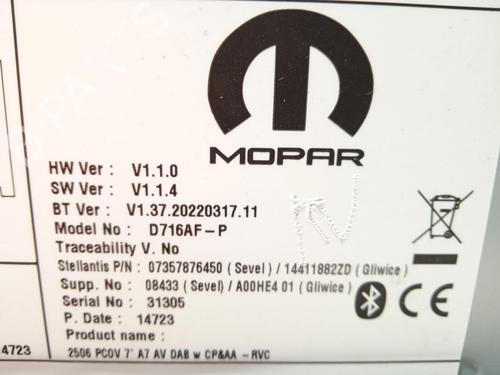 MOPAR
HW Ver : V1.1.0
SW Ver : V1.1.4
BT Ver : V1.37.20220317.11
Model No : D716AF-P
Traceability V. No
Stellantis P/N : 07357876450 ( Sevel ) / 14411882ZD ( Gliwice )
Supp. No : 08433 ( Sevel) / A00HE4 01 ( Gliwice )
Serial No : 31305
P. Date : 14723
Product name :
2506 PCOV 7' A7 AV DAB w CP&AA -RVC
4723
CE